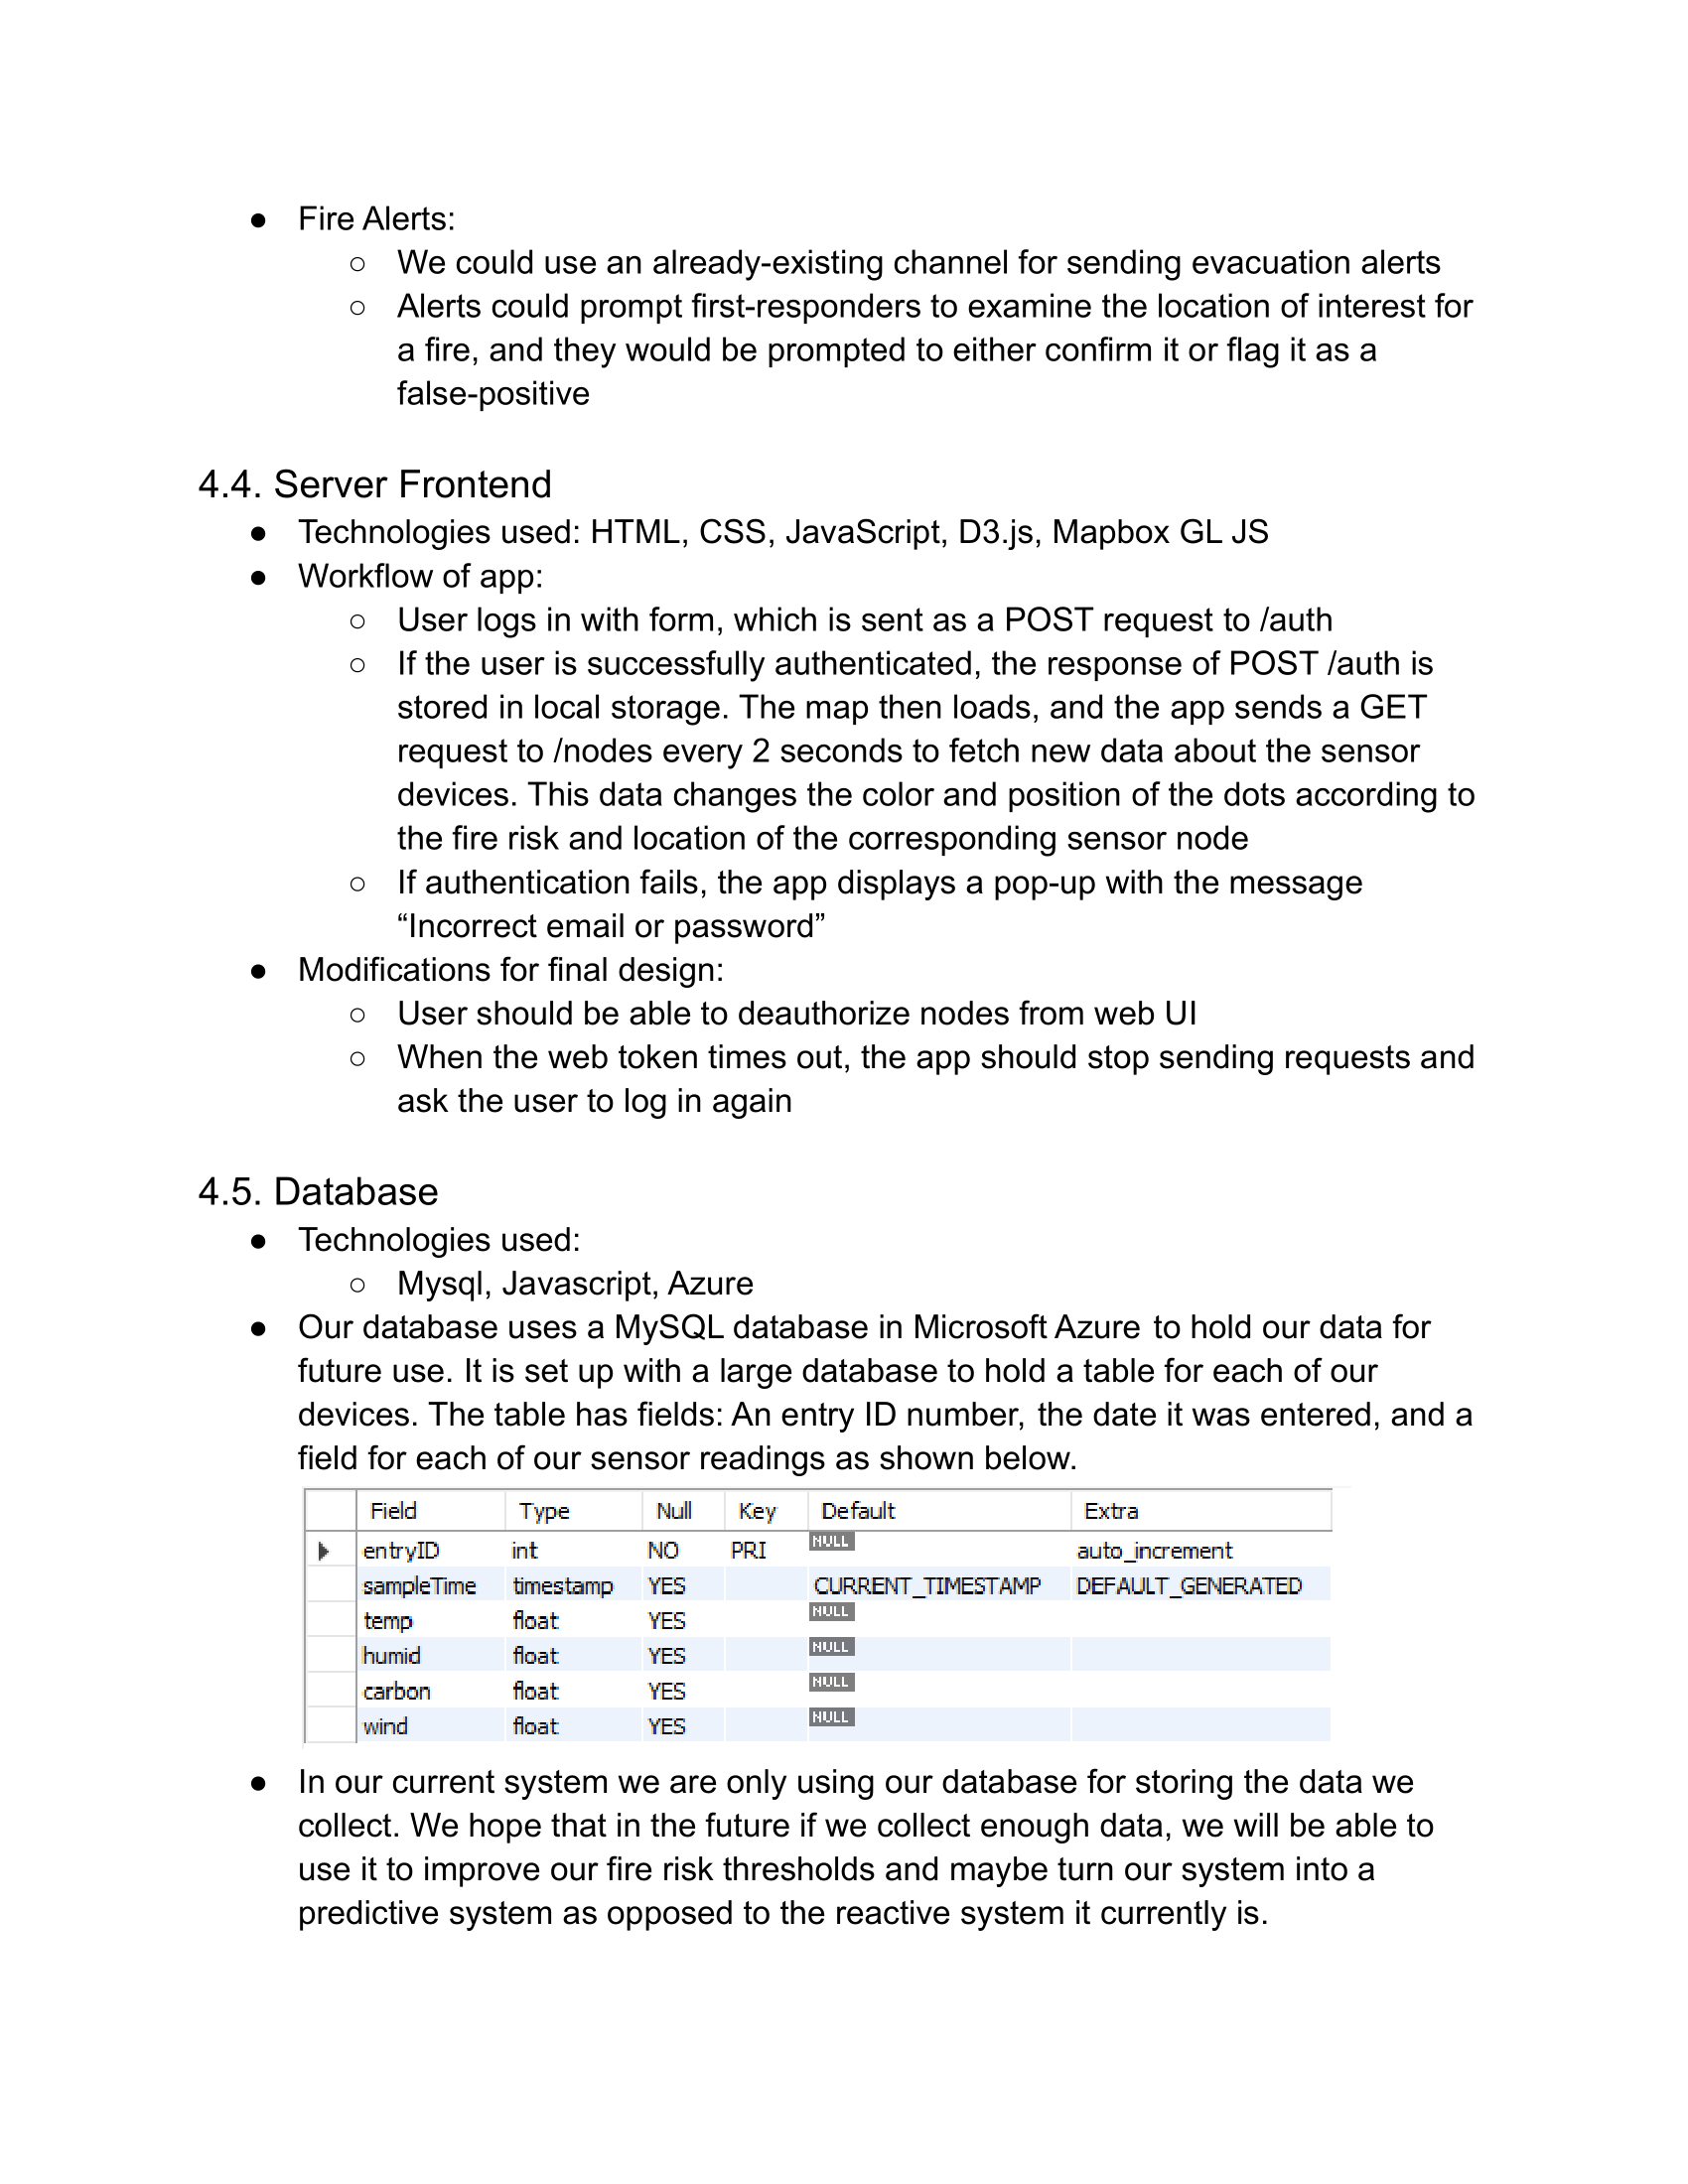 ● Fire Alerts:
○ We could use an already-existing channel for sending evacuation alerts
○ Alerts could prompt first-responders to examine the location of interest for
a fire, and they would be prompted to either confirm it or flag it as a
false-positive
4.4. Server Frontend
● Technologies used: HTML, CSS, JavaScript, D3.js, Mapbox GL JS
● Workflow of app:
○ User logs in with form, which is sent as a POST request to /auth
○ If the user is successfully authenticated, the response of POST /auth is
stored in local storage. The map then loads, and the app sends a GET
request to /nodes every 2 seconds to fetch new data about the sensor
devices. This data changes the color and position of the dots according to
the fire risk and location of the corresponding sensor node
○ If authentication fails, the app displays a pop-up with the message
“Incorrect email or password”
● Modifications for final design:
○ User should be able to deauthorize nodes from web UI
○ When the web token times out, the app should stop sending requests and
ask the user to log in again
4.5. Database
● Technologies used:
○ Mysql, Javascript, Azure
● Our database uses a MySQL database in Microsoft Azure to hold our data for
future use. It is set up with a large database to hold a table for each of our
devices. The table has fields: An entry ID number, the date it was entered, and a
field for each of our sensor readings as shown below.
Field Type Null Key Default Extra
entryID int NO PRI NULL auto_increment
sampleTime timestamp YES CURRENT_TIMESTAMP DEFAULT_GENERATED
temp float YES NULL
humid float YES NULL
carbon float YES NULL
wind float YES NULL
● In our current system we are only using our database for storing the data we
collect. We hope that in the future if we collect enough data, we will be able to
use it to improve our fire risk thresholds and maybe turn our system into a
predictive system as opposed to the reactive system it currently is.